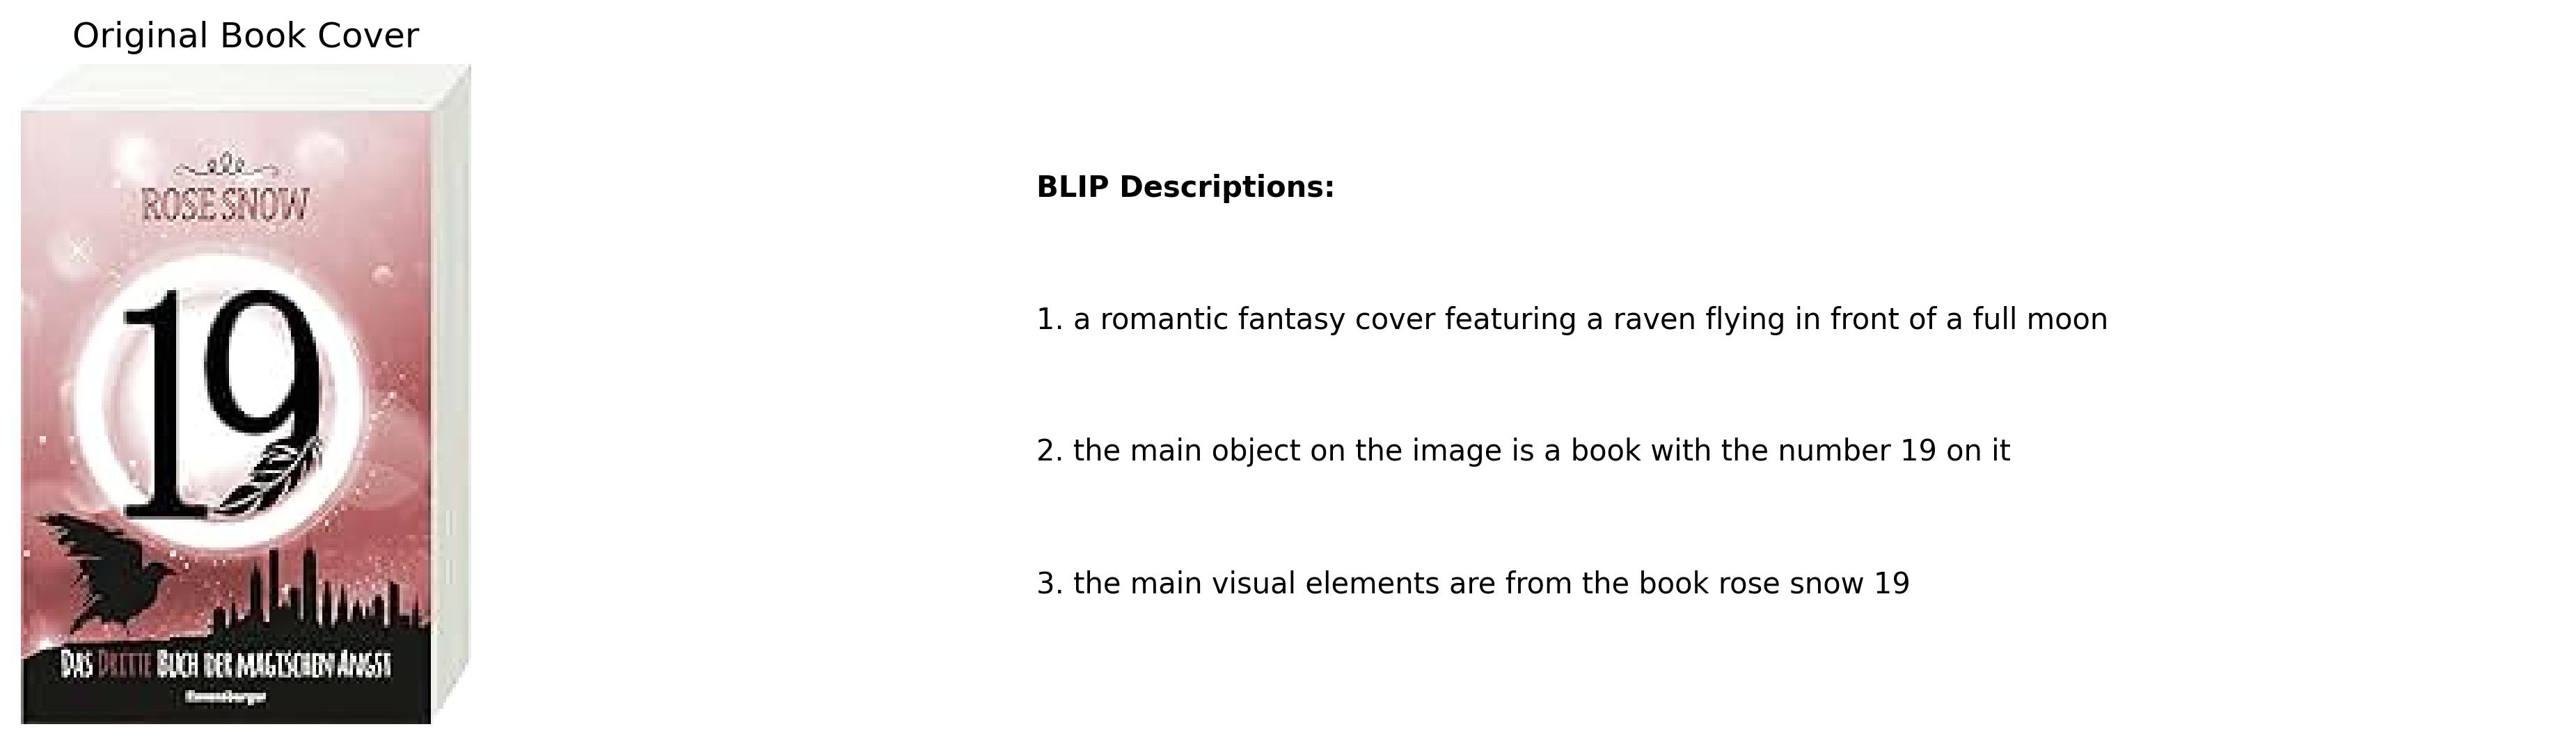 Original Book Cover
ROSE SNOW
19
DAS DRITTE BUCH DER MAGISCHEN ANGST
Ravensburger
BLIP Descriptions:
1. a romantic fantasy cover featuring a raven flying in front of a full moon
2. the main object on the image is a book with the number 19 on it
3. the main visual elements are from the book rose snow 19